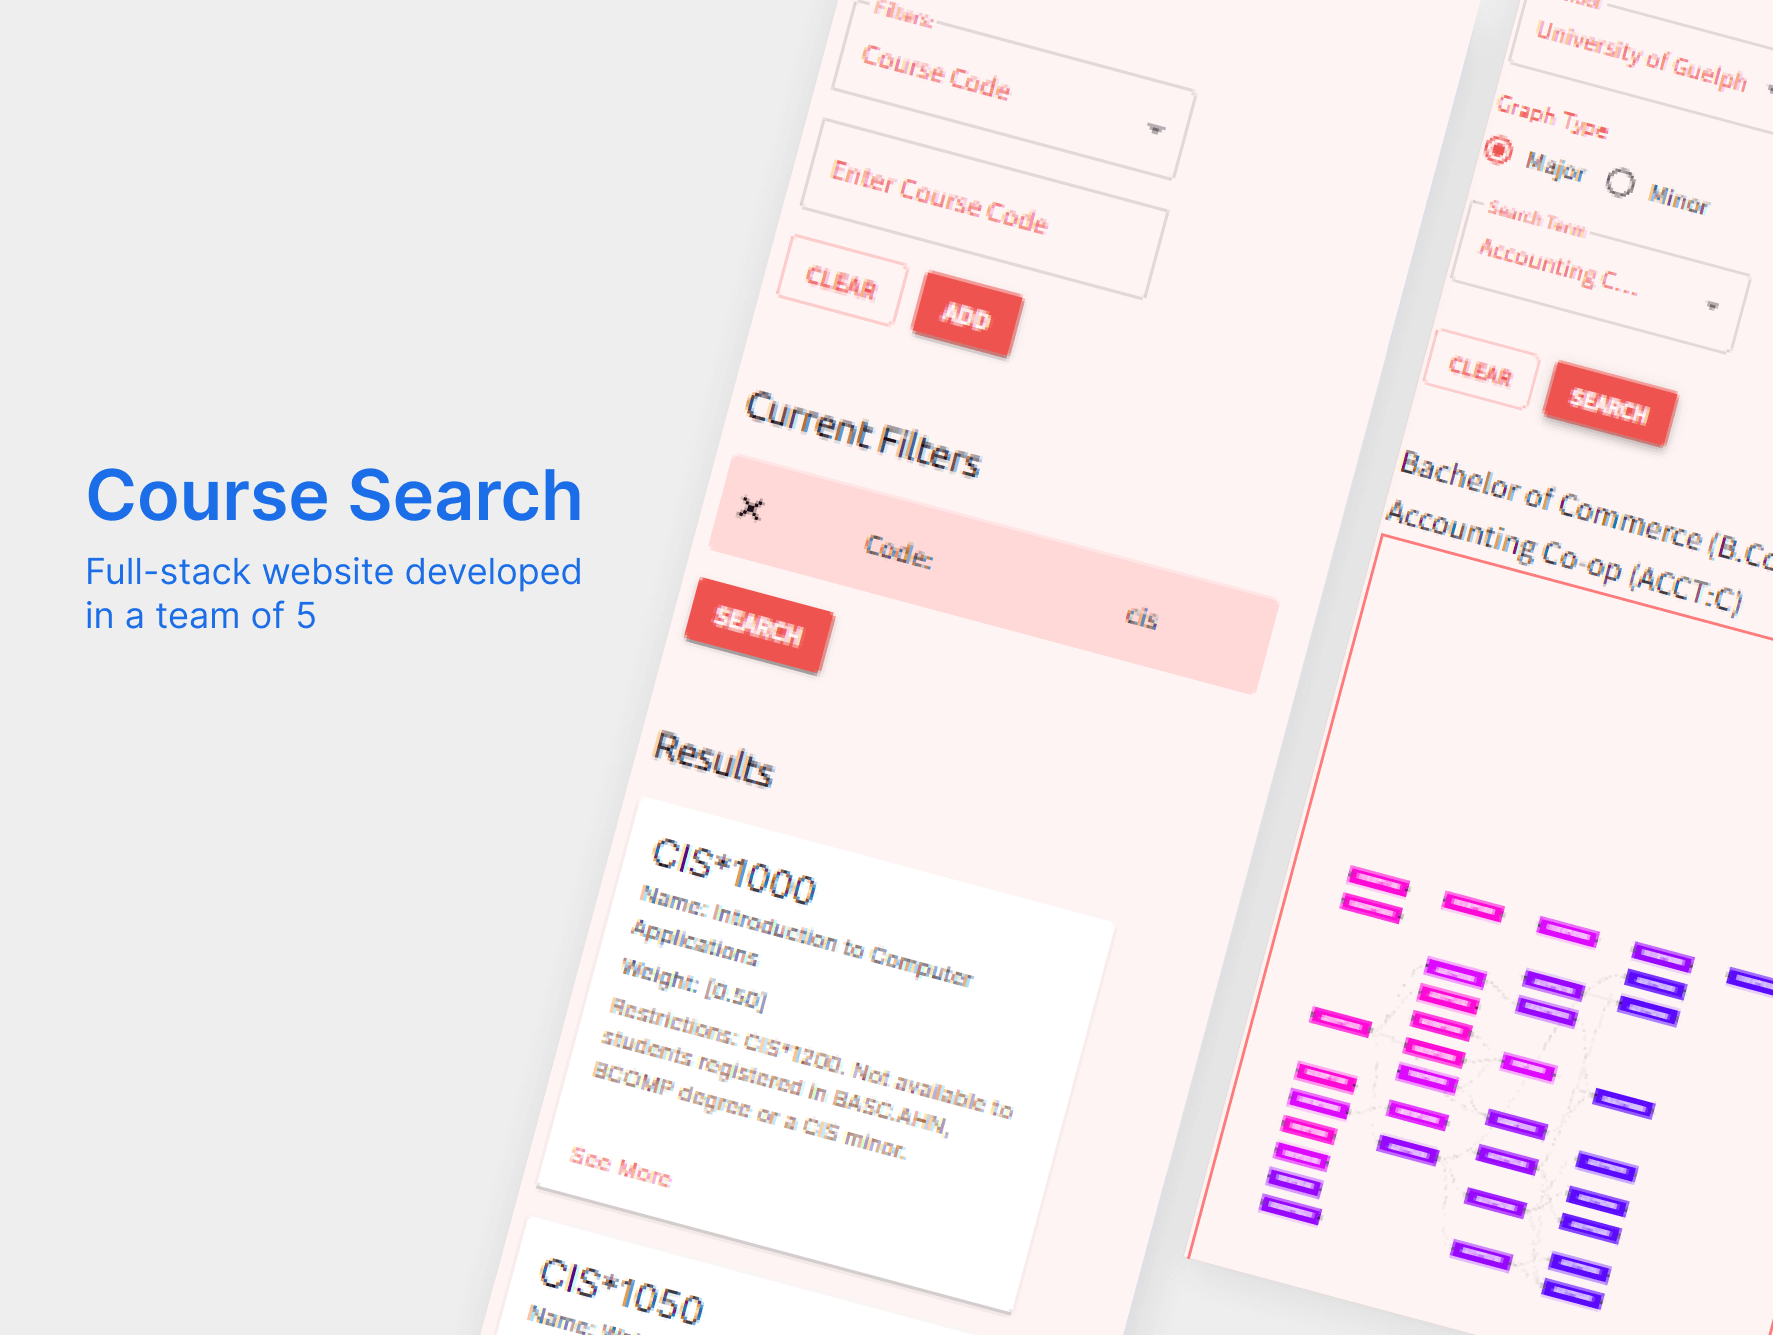 Course Search
Full-stack website developed
in a team of 5
Filters:
Course Code
Enter Course Code
CLEAR
ADD
Current Filters
Code:
cis
SEARCH
Results
CIS*1000
Name: Introduction to Computer
Applications
Weight: [0.50]
Restrictions: CIS*1200. Not available to
students registered in BASC.AHN,
BCOMP degree or a CIS minor.
See More
CIS*1050
Name:
University of Guelph
Graph Type
Major
Minor
Search Term
Accounting C...
CLEAR
SEARCH
Bachelor of Commerce (B.Co
Accounting Co-op (ACCT:C)